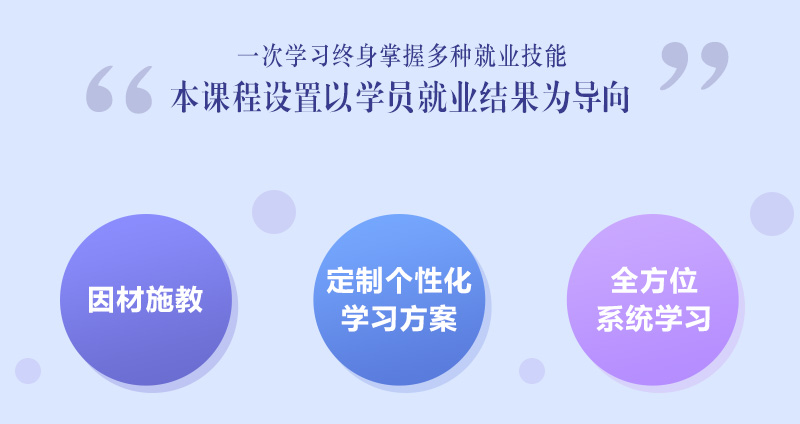 一次学习终身掌握多种就业技能
本课程设置以学员就业结果为导向
因材施教
定制个性化
学习方案
全方位
系统学习